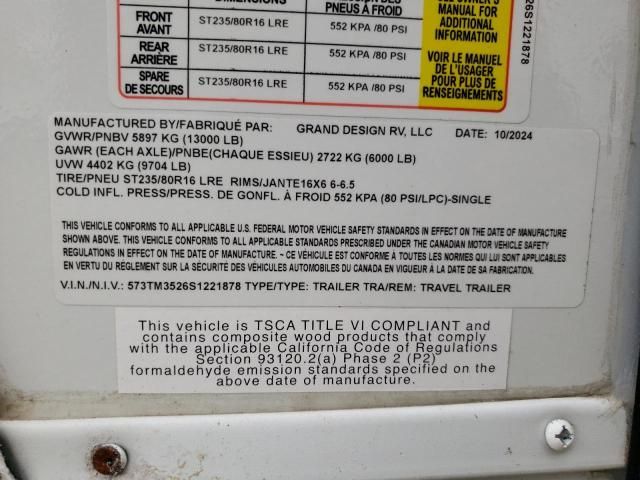 DIMENSIONS
PNEUS À FROID
FRONT
AVANT
ST235/80R16 LRE
552 KPA /80 PSI
REAR
ARRIÈRE
ST235/80R16 LRE
552 KPA /80 PSI
SPARE
DE SECOURS
ST235/80R16 LRE
552 KPA /80 PSI
SEE OWNER'S
MANUAL FOR
ADDITIONAL
INFORMATION
VOIR LE MANUEL
DE L'USAGER
POUR PLUS DE
RENSEIGNEMENTS
26S1221878
MANUFACTURED BY/FABRIQUÉ PAR: GRAND DESIGN RV, LLC DATE: 10/2024
GVWR/PNBV 5897 KG (13000 LB)
GAWR (EACH AXLE)/PNBE(CHAQUE ESSIEU) 2722 KG (6000 LB)
UVW 4402 KG (9704 LB)
TIRE/PNEU ST235/80R16 LRE RIMS/JANTE16X6 6-6.5
COLD INFL. PRESS/PRESS. DE GONFL. À FROID 552 KPA (80 PSI/LPC)-SINGLE
THIS VEHICLE CONFORMS TO ALL APPLICABLE U.S. FEDERAL MOTOR VEHICLE SAFETY STANDARDS IN EFFECT ON THE DATE OF MANUFACTURE
SHOWN ABOVE. THIS VEHICLE CONFORMS TO ALL APPLICABLE STANDARDS PRESCRIBED UNDER THE CANADIAN MOTOR VEHICLE SAFETY
REGULATIONS IN EFFECT ON THE DATE OF MANUFACTURE. ~ CE VÉHICULE EST CONFORME À TOUTES LES NORMES QUI LUI SONT APPLICABLES
EN VERTU DU RÈGLEMENT SUR LA SÉCURITÉ DES VÉHICULES AUTOMOBILES DU CANADA EN VIGUEUR À LA DATE DE SA FABRICATION.
V.I.N./N.I.V.: 573TM3526S1221878 TYPE/TYPE: TRAILER TRA/REM: TRAVEL TRAILER
This vehicle is TSCA TITLE VI COMPLIANT and
contains composite wood products that comply
with the applicable California Code of Regulations
Section 93120.2(a) Phase 2 (P2)
formaldehyde emission standards specified on the
above date of manufacture.